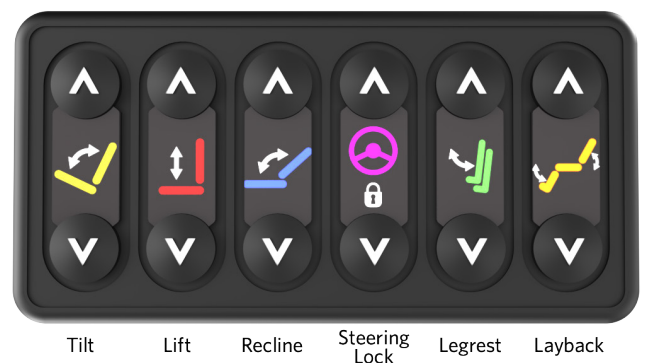 Tilt
Lift
Recline
Steering
Lock
Legrest
Layback